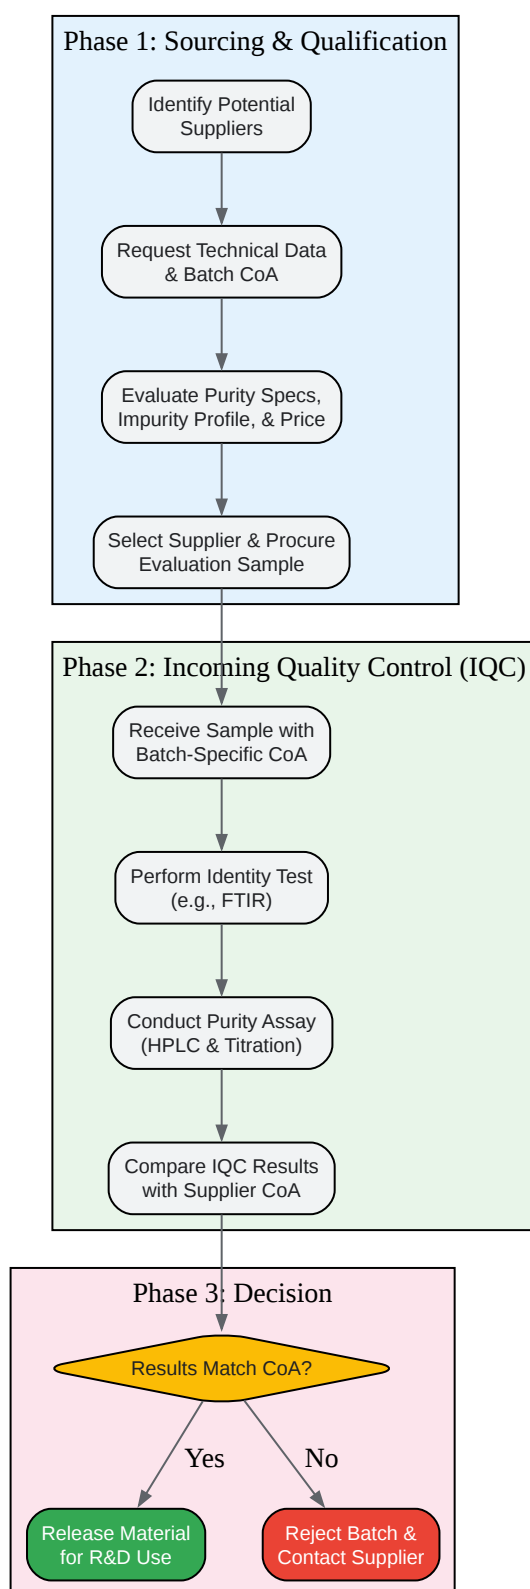 Phase 1: Sourcing & Qualification
Identify Potential
Suppliers
Request Technical Data
& Batch CoA
Evaluate Purity Specs,
Impurity Profile, & Price
Select Supplier & Procure
Evaluation Sample
Phase 2: Incoming Quality Control (IQC)
Receive Sample with
Batch-Specific CoA
Perform Identity Test
(e.g., FTIR)
Conduct Purity Assay
(HPLC & Titration)
Compare IQC Results
with Supplier CoA
Phase 3: Decision
Results Match CoA?
Yes
No
Release Material
for R&D Use
Reject Batch &
Contact Supplier